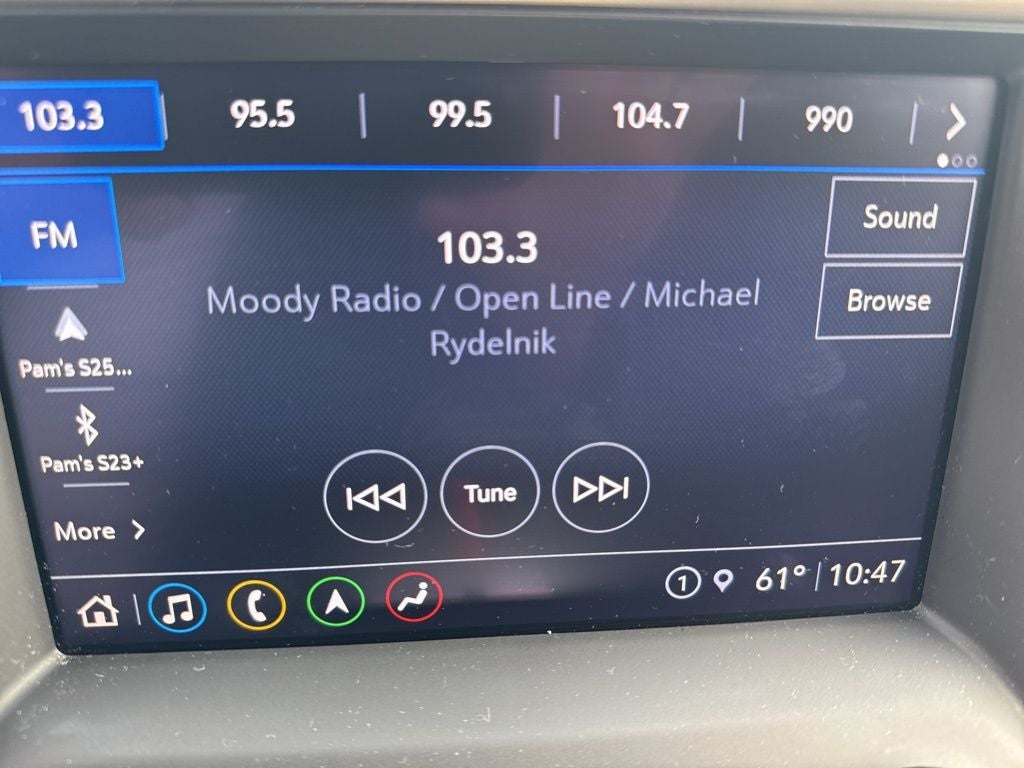 103.3 95.5 99.5 104.7 990
FM
Sound
103.3
Moody Radio / Open Line / Michael
Rydelnik
Browse
Pam's S25...
Pam's S23+
Tune
More
1 61° 10:47